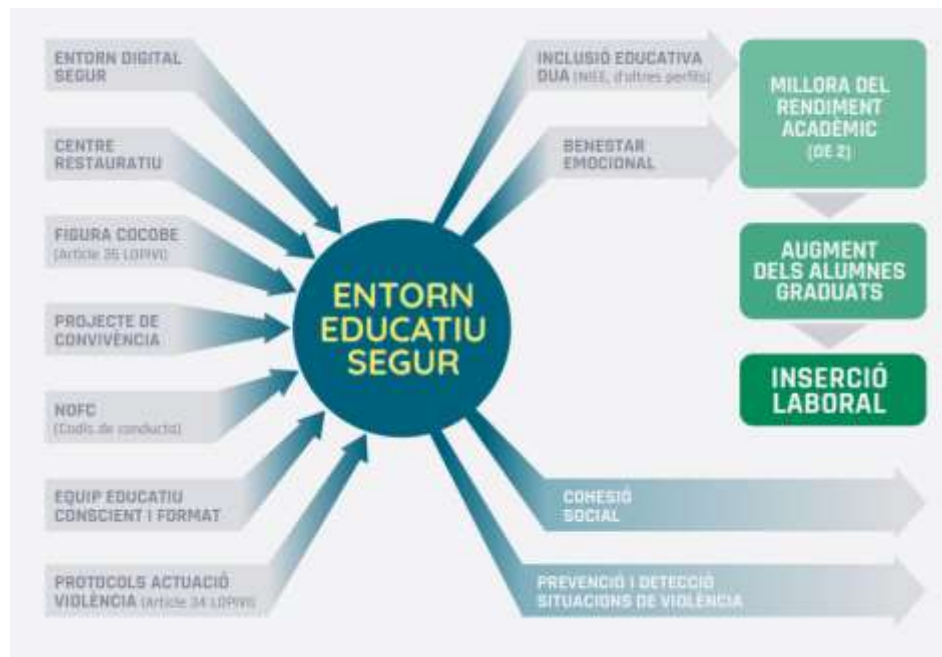 ENTORN DIGITAL
SEGUR
CENTRE
RESTAURATIU
FIGURA COCOBE
(Article 35 LOPIVI)
PROJECTE DE
CONVIVÈNCIA
NOFC
(Codis de conducta)
EQUIP EDUCATIU
CONSCIENT I FORMAT
PROTOCOLS ACTUACIÓ
VIOLÈNCIA (Article 34 LOPIVI)
ENTORN
EDUCATIU
SEGUR
INCLUSIÓ EDUCATIVA
DUA (NEE, d'altres perfils)
BENESTAR
EMOCIONAL
COHESIÓ
SOCIAL
PREVENCIÓ I DETECCIÓ
SITUACIONS DE VIOLÈNCIA
MILLORA DEL
RENDIMENT
ACADÈMIC
(OE 2)
AUGMENT
DELS ALUMNES
GRADUATS
INSERCIÓ
LABORAL